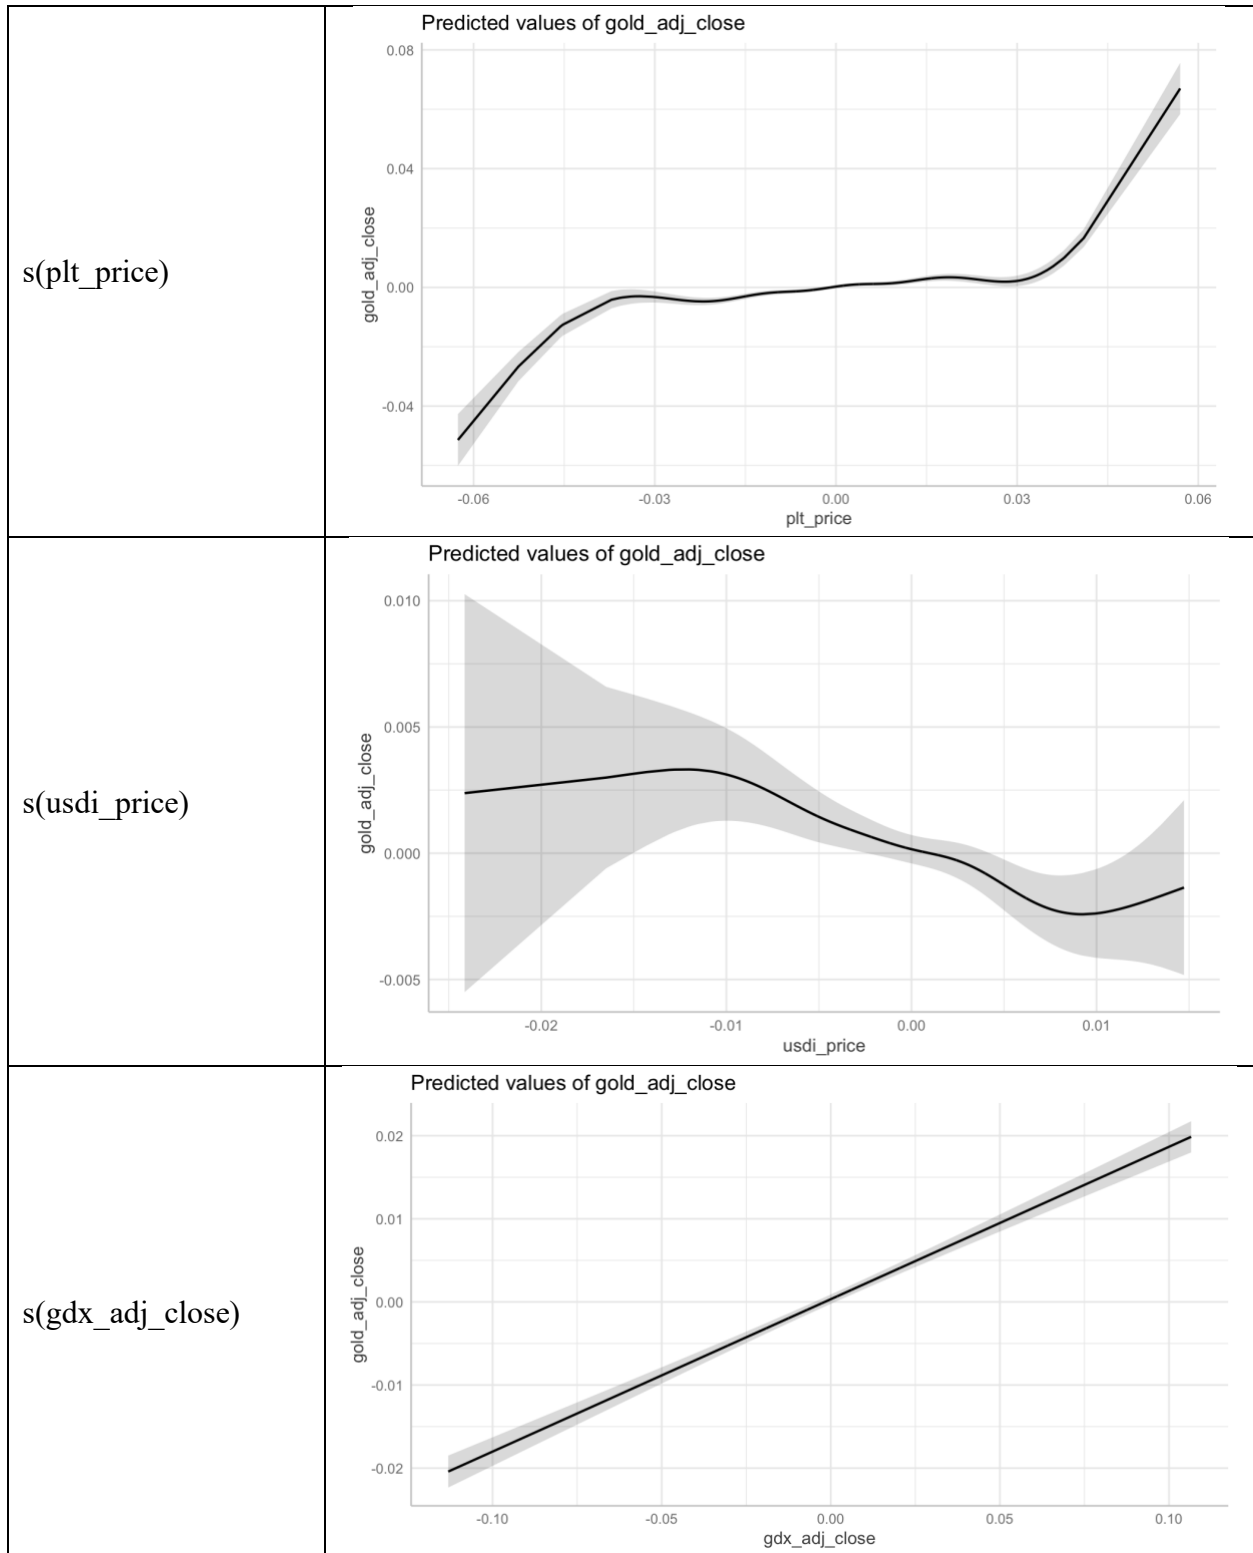 s(plt_price)
Predicted values of gold_adj_close
gold_adj_close
0.08
0.04
0.00
-0.04
-0.06 -0.03 0.00 0.03 0.06
plt_price
s(usdi_price)
Predicted values of gold_adj_close
gold_adj_close
0.010
0.005
0.000
-0.005
-0.02 -0.01 0.00 0.01
usdi_price
s(gdx_adj_close)
Predicted values of gold_adj_close
gold_adj_close
0.02
0.01
0.00
-0.01
-0.02
-0.10 -0.05 0.00 0.05 0.10
gdx_adj_close